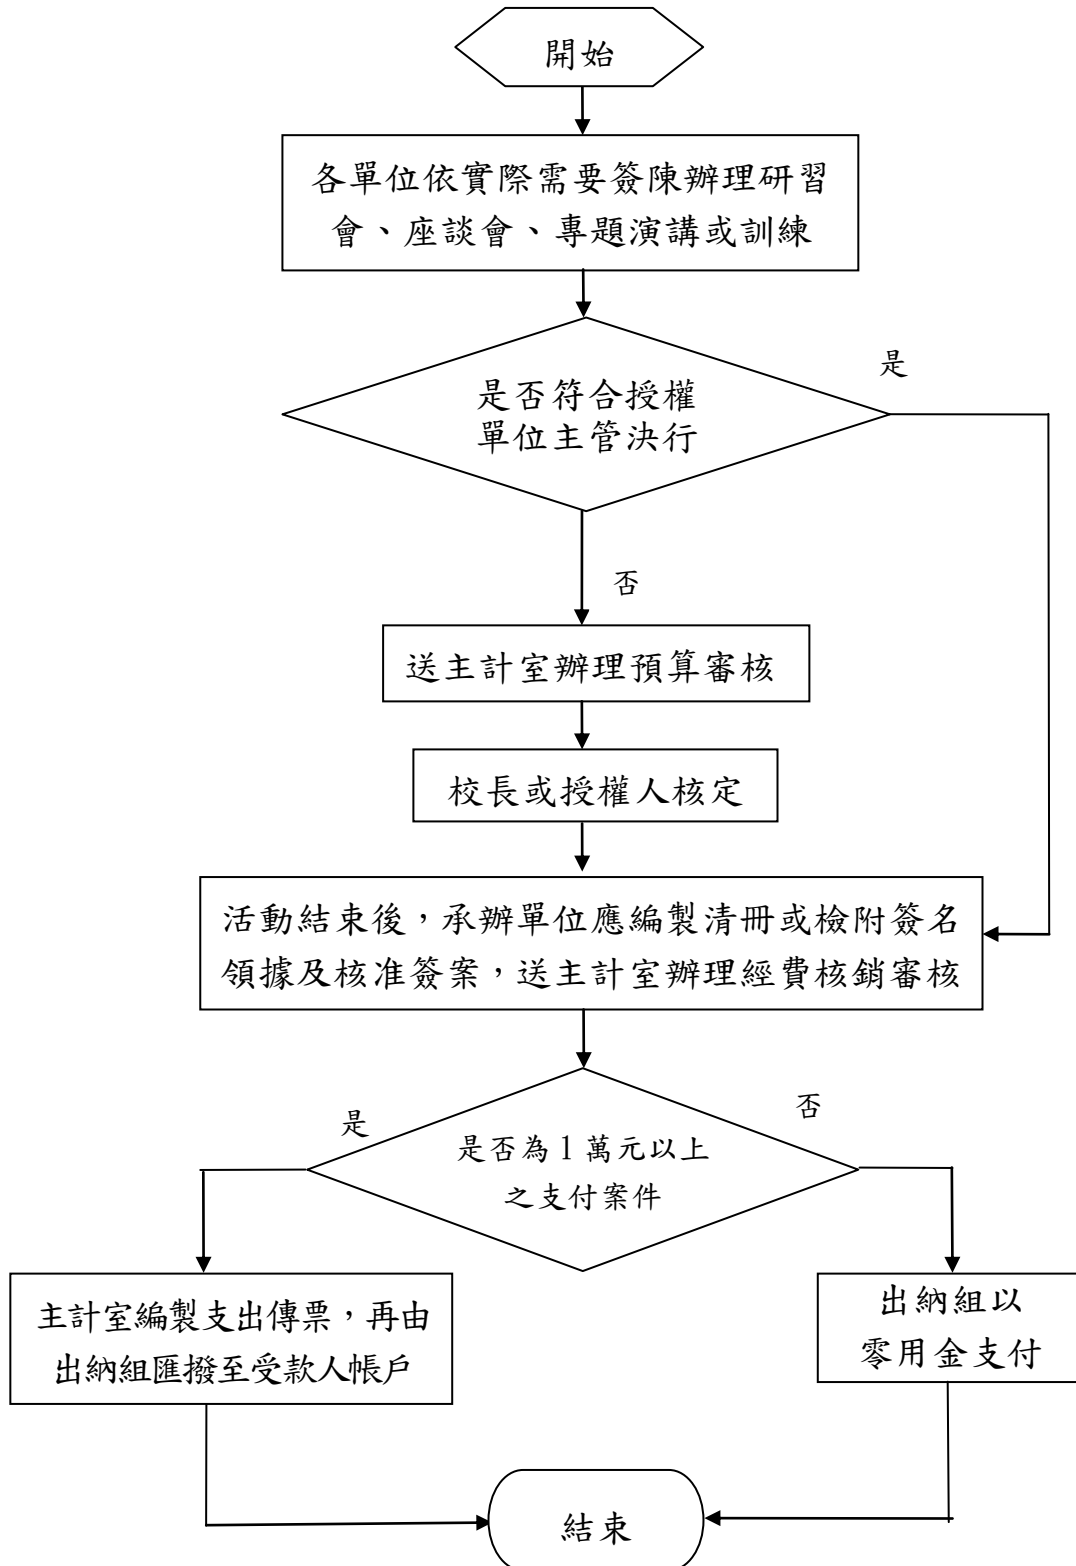 開始
各單位依實際需要簽陳辦理研習
會、座談會、專題演講或訓練
是
是否符合授權
單位主管決行
否
送主計室辦理預算審核
校長或授權人核定
活動結束後，承辦單位應編製清冊或檢附簽名
領據及核准簽案，送主計室辦理經費核銷審核
是
否
是否為1萬元以上
之支付案件
主計室編製支出傳票，再由
出納組匯撥至受款人帳戶
出納組以
零用金支付
結束